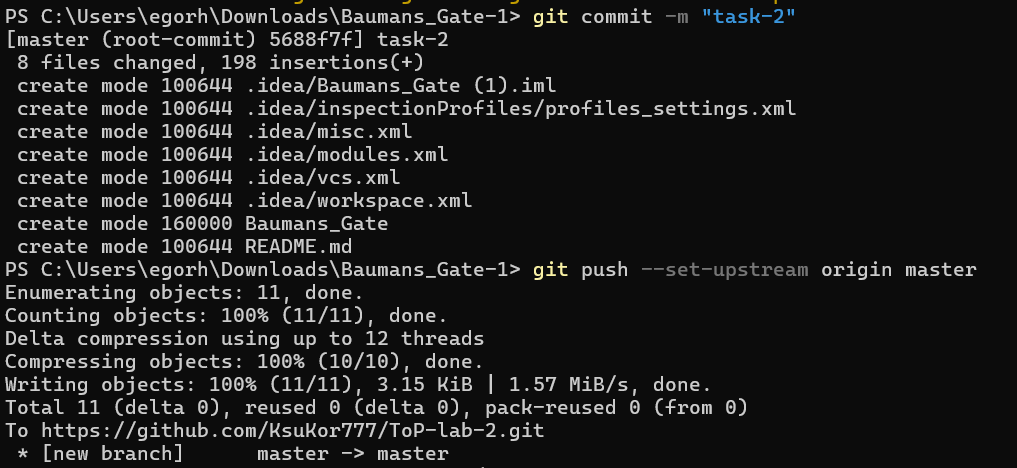 PS C:\Users\egorh\Downloads\Baumans_Gate-1> git commit -m "task-2"
[master (root-commit) 5688f7f] task-2
 8 files changed, 198 insertions(+)
 create mode 100644 .idea/Baumans_Gate (1).iml
 create mode 100644 .idea/inspectionProfiles/profiles_settings.xml
 create mode 100644 .idea/misc.xml
 create mode 100644 .idea/modules.xml
 create mode 100644 .idea/vcs.xml
 create mode 100644 .idea/workspace.xml
 create mode 160000 Baumans_Gate
 create mode 100644 README.md
PS C:\Users\egorh\Downloads\Baumans_Gate-1> git push --set-upstream origin master
Enumerating objects: 11, done.
Counting objects: 100% (11/11), done.
Delta compression using up to 12 threads
Compressing objects: 100% (10/10), done.
Writing objects: 100% (11/11), 3.15 KiB | 1.57 MiB/s, done.
Total 11 (delta 0), reused 0 (delta 0), pack-reused 0 (from 0)
To https://github.com/KsuKor777/ToP-lab-2.git
 * [new branch]      master -> master